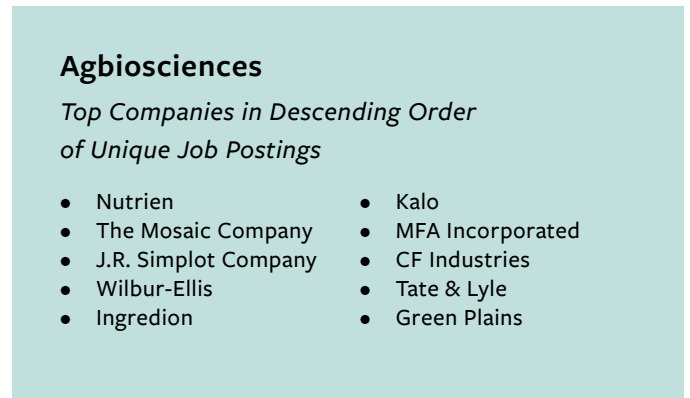 Agbiosciences
Top Companies in Descending Order
of Unique Job Postings
• Nutrien
• The Mosaic Company
• J.R. Simplot Company
• Wilbur-Ellis
• Ingredion
• Kalo
• MFA Incorporated
• CF Industries
• Tate & Lyle
• Green Plains